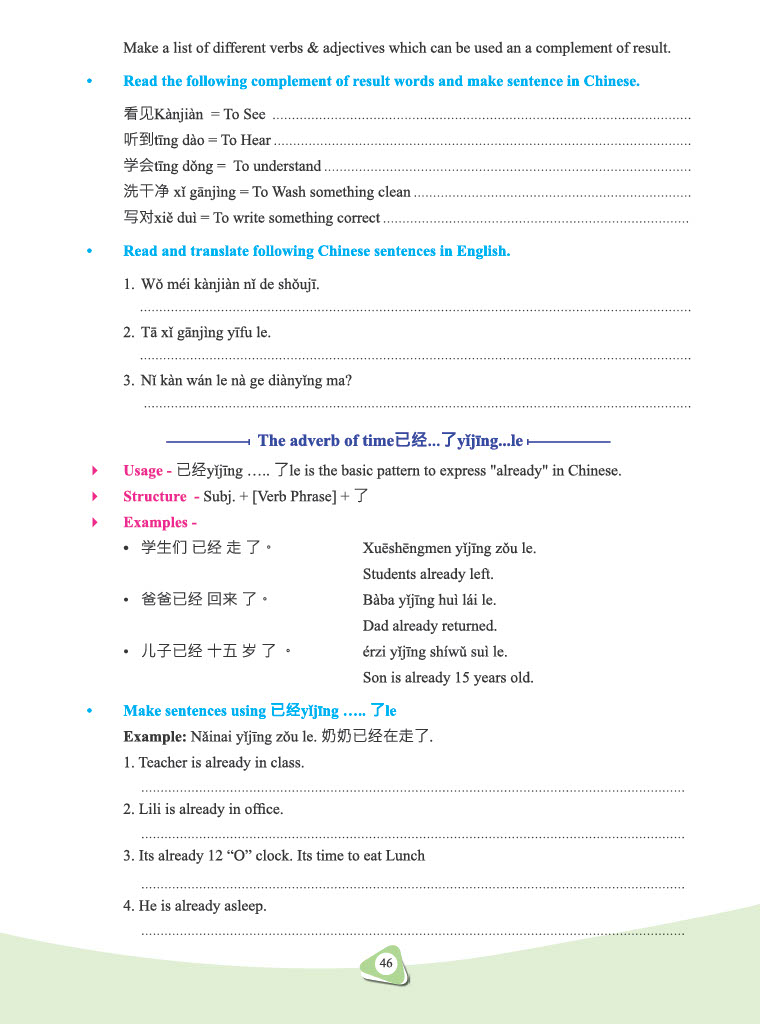 Make a list of different verbs & adjectives which can be used an a complement of result.
• Read the following complement of result words and make sentence in Chinese.
看见Kànjiàn = To See ........................................
听到tīng dào = To Hear ........................................
学会tīng dǒng = To understand ........................................
洗干净 xǐ gānjìng = To Wash something clean ........................................
写对xiě duì = To write something correct ........................................
• Read and translate following Chinese sentences in English.
1. Wǒ méi kànjiàn nǐ de shǒujī.
........................................
2. Tā xǐ gānjìng yīfu le.
........................................
3. Nǐ kàn wán le nà ge diànyǐng ma?
........................................
The adverb of time已经...了yǐjīng...le
Usage - 已经yǐjīng ….. 了le is the basic pattern to express "already" in Chinese.
Structure - Subj. + [Verb Phrase] + 了
Examples -
• 学生们 已经 走 了。 Xuēshēngmen yǐjīng zǒu le.
Students already left.
• 爸爸已经 回来 了。 Bàba yǐjīng huì lái le.
Dad already returned.
• 儿子已经 十五 岁 了 。 érzi yǐjīng shíwǔ suì le.
Son is already 15 years old.
• Make sentences using 已经yǐjīng ….. 了le
Example: Nǎinai yǐjīng zǒu le. 奶奶已经在走了.
1. Teacher is already in class.
........................................
2. Lili is already in office.
........................................
3. Its already 12 “O” clock. Its time to eat Lunch
........................................
4. He is already asleep.
........................................
46